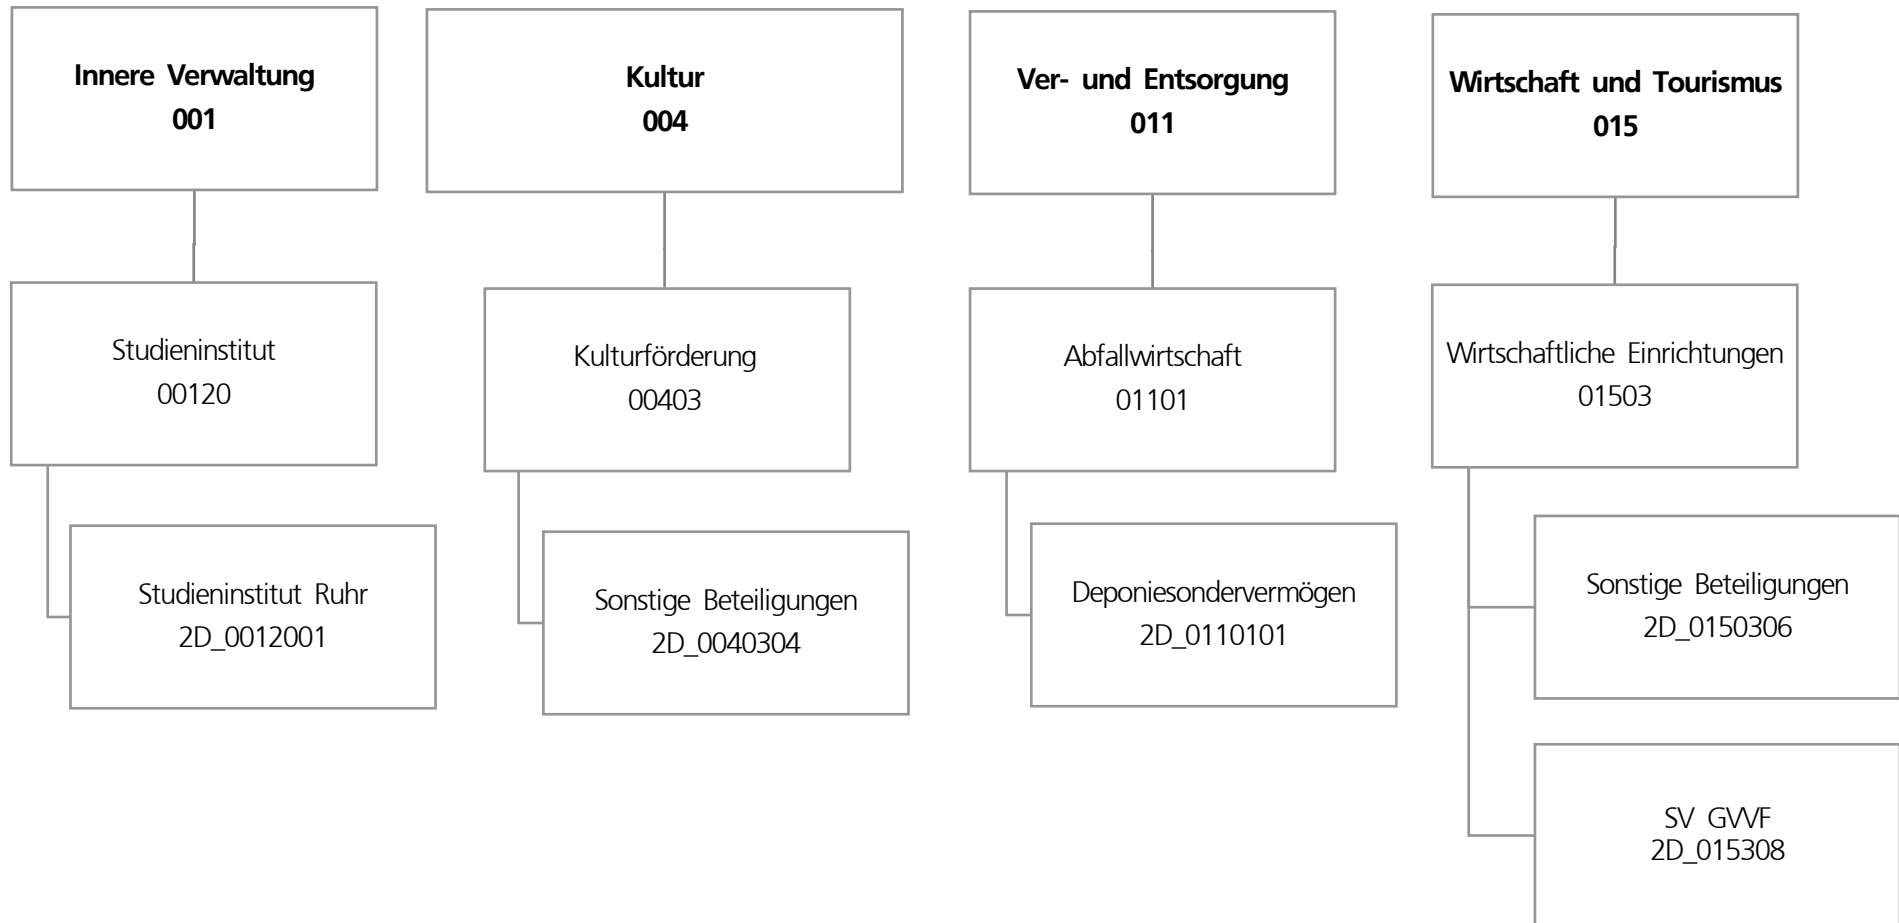 Innere Verwaltung
001
Kultur
004
Ver- und Entsorgung
011
Wirtschaft und Tourismus
015
Studieninstitut
00120
Kulturförderung
00403
Abfallwirtschaft
01101
Wirtschaftliche Einrichtungen
01503
Studieninstitut Ruhr
2D_0012001
Sonstige Beteiligungen
2D_0040304
Deponiesondervermögen
2D_0110101
Sonstige Beteiligungen
2D_0150306
SV GVVF
2D_015308